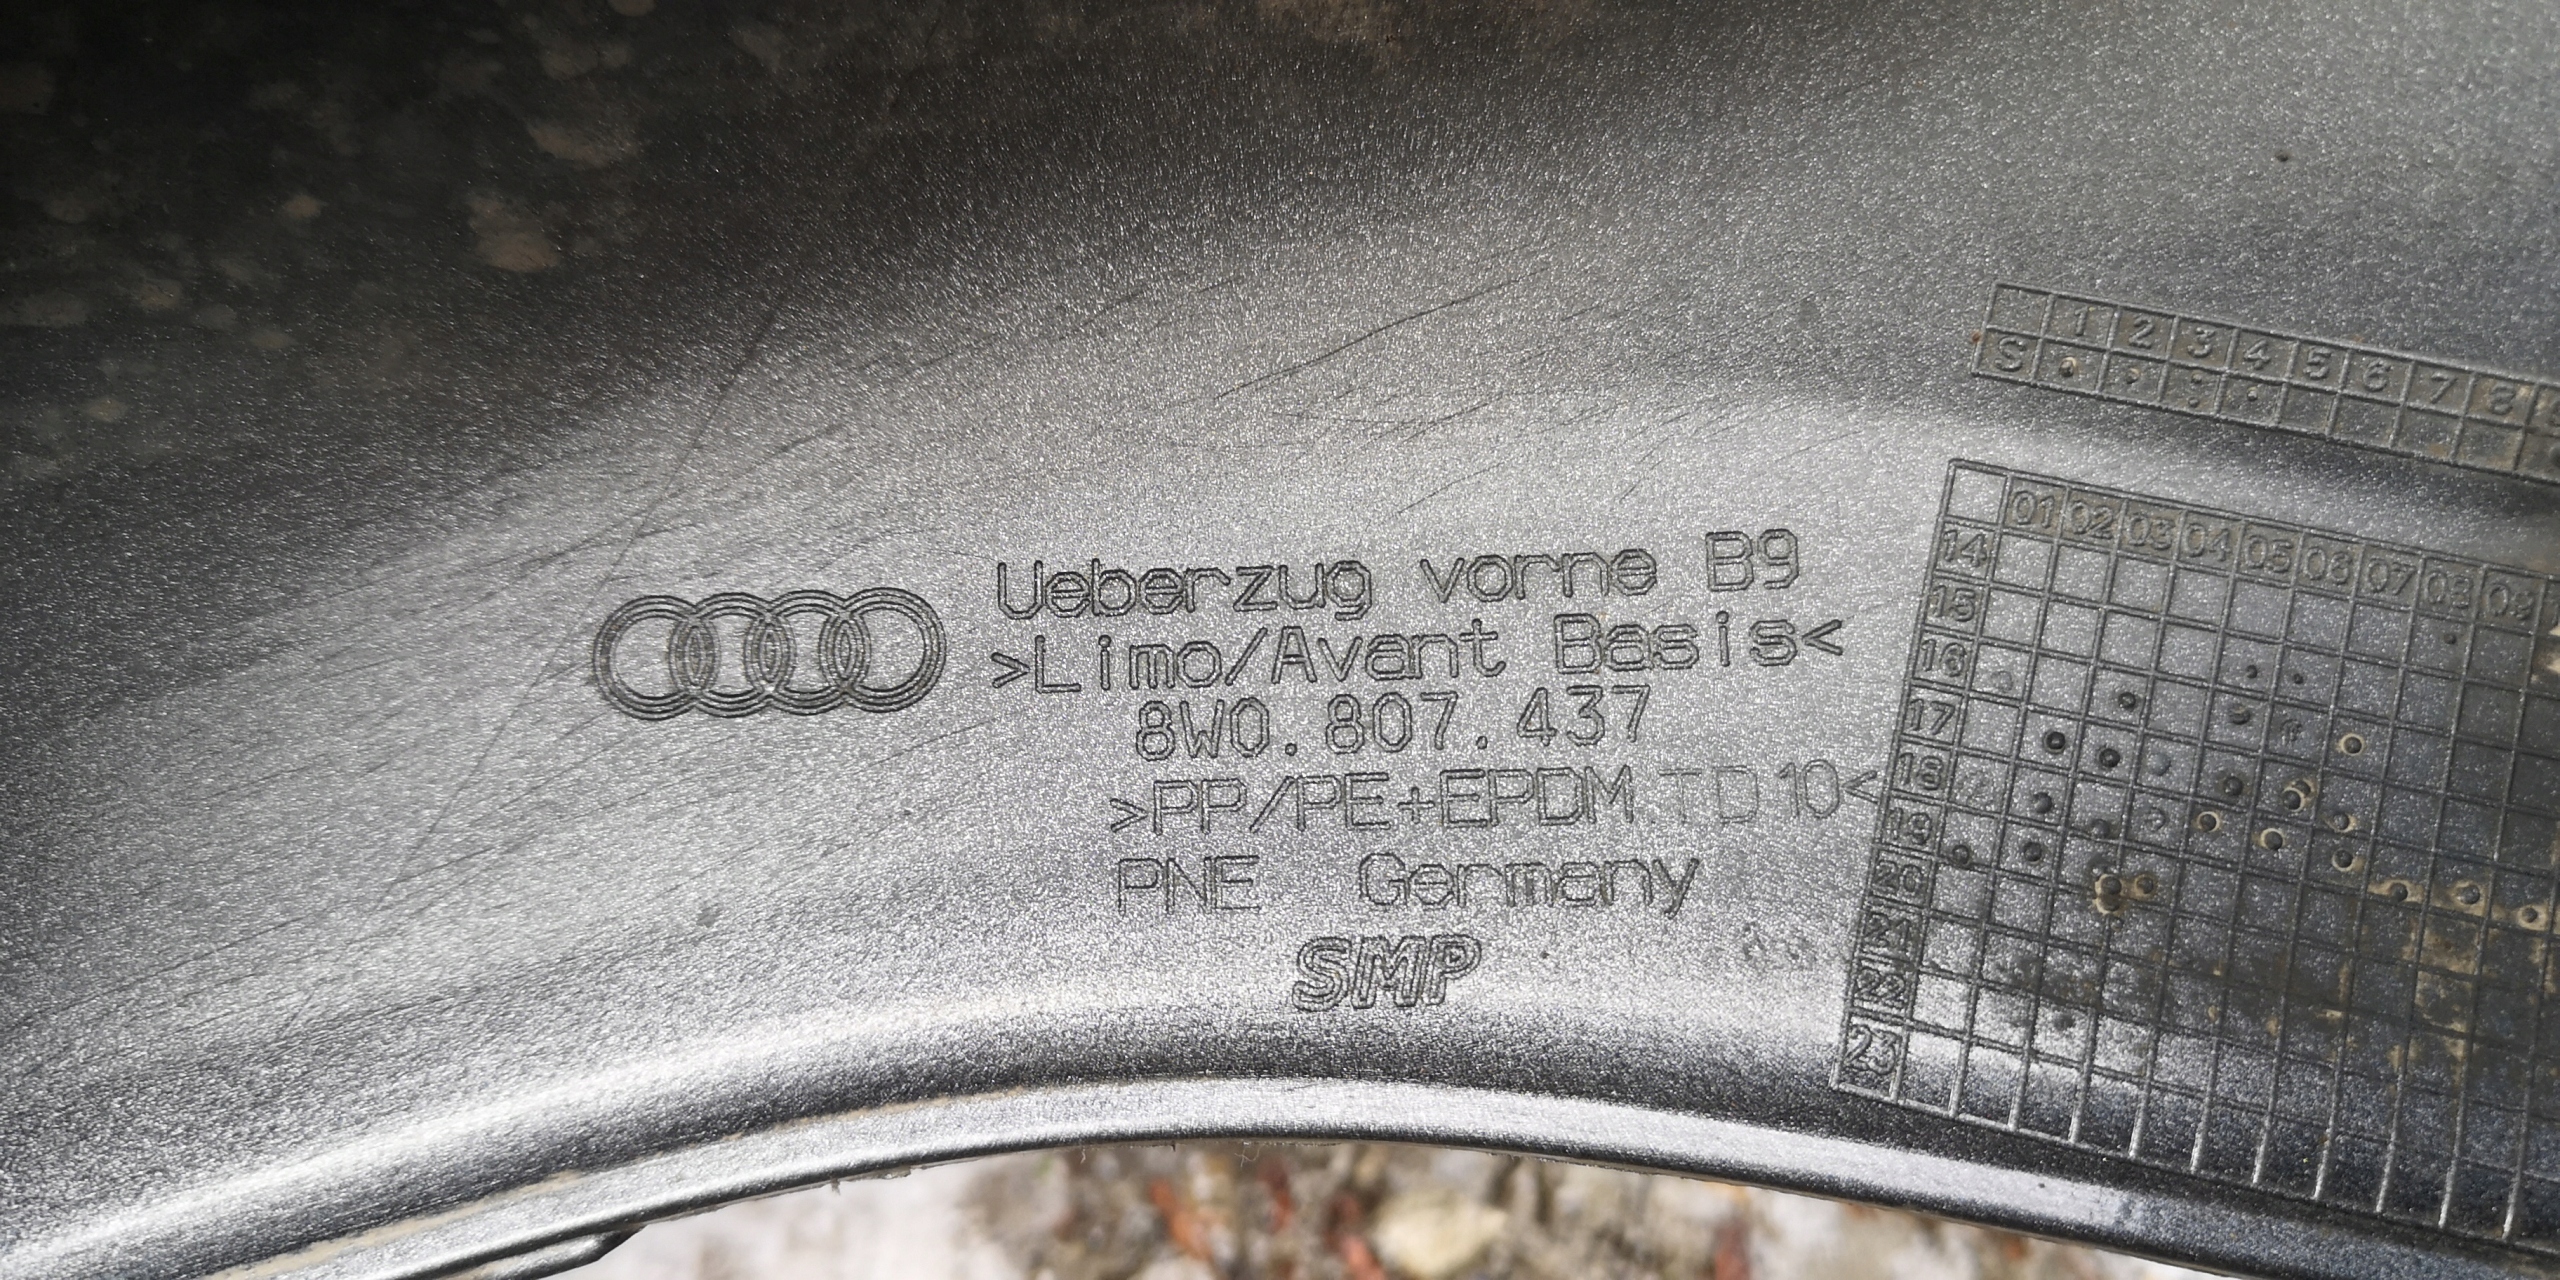 Ueberzug vorne B9
>Limo/Avant Basis<
8W0.807.437
>PP/PE+EPDM TD10<
PNE Germany
SMP
1 2 3 4 5 6 7 8
S
01 02 03 04 05 06 07 08 09
14
15
16
17
18
19
20
21
22
23